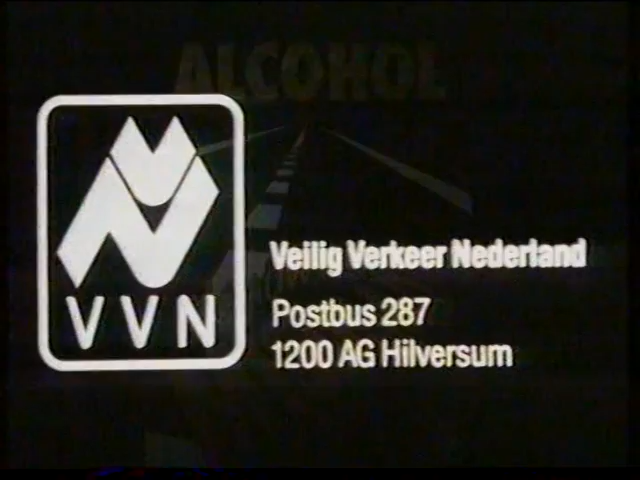 ALCOHOL
VVN
Veilig Verkeer Nederland
Postbus 287
1200 AG Hilversum